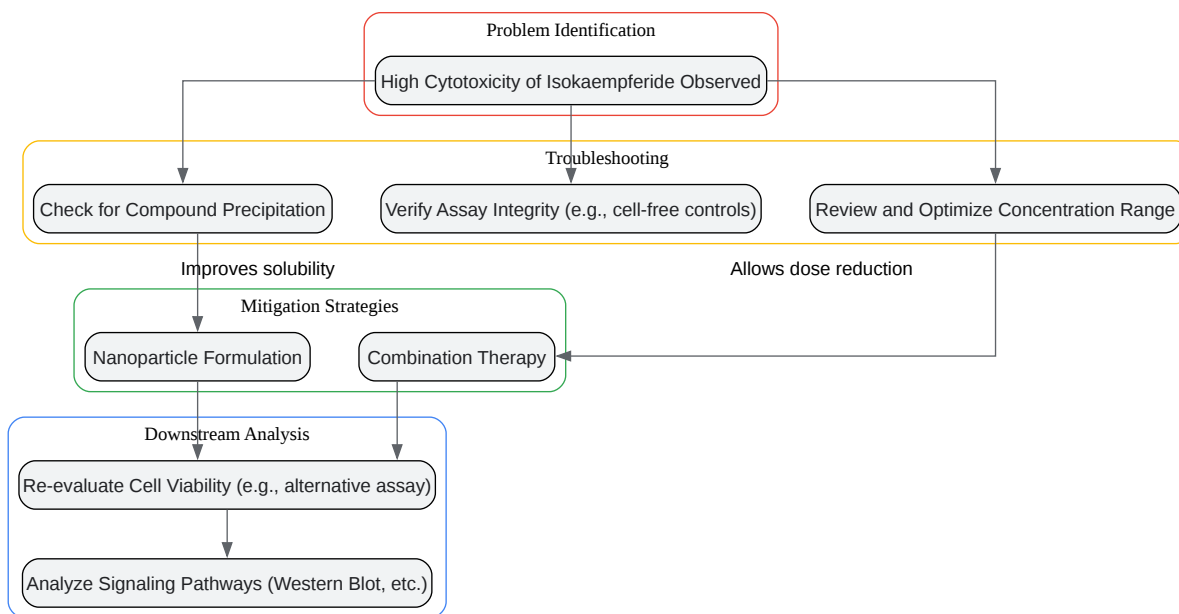 Problem Identification
High Cytotoxicity of Isokaempferide Observed
Troubleshooting
Check for Compound Precipitation
Verify Assay Integrity (e.g., cell-free controls)
Review and Optimize Concentration Range
Improves solubility
Allows dose reduction
Mitigation Strategies
Nanoparticle Formulation
Combination Therapy
Downstream Analysis
Re-evaluate Cell Viability (e.g., alternative assay)
Analyze Signaling Pathways (Western Blot, etc.)